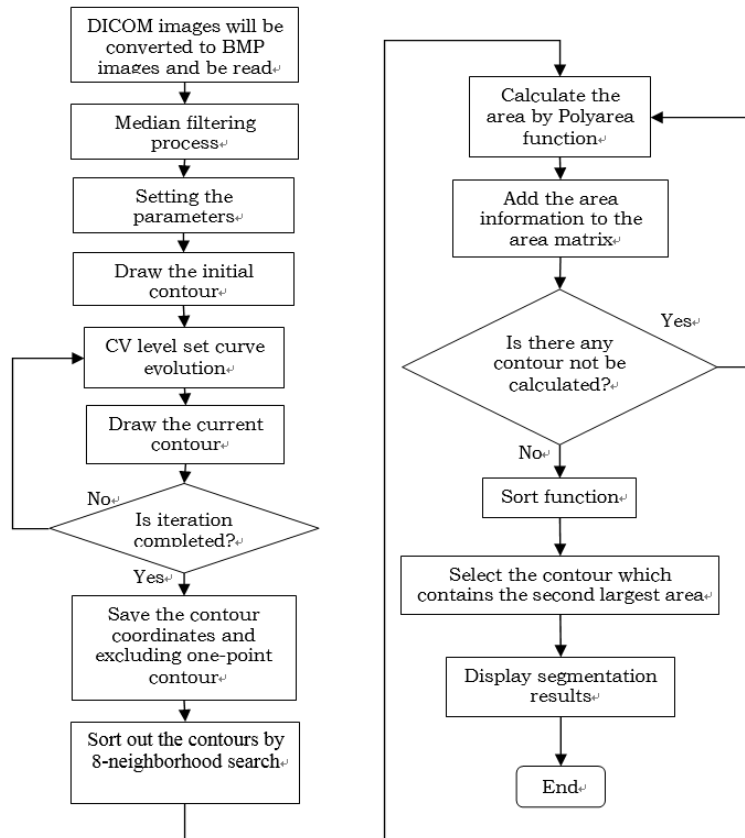 DICOM images will be
converted to BMP
images and be read
Median filtering
process
Setting the
parameters
Draw the initial
contour
CV level set curve
evolution
Draw the current
contour
No
Is iteration
completed?
Yes
Save the contour
coordinates and
excluding one-point
contour
Sort out the contours by
8-neighborhood search
Calculate the
area by Polyarea
function
Add the area
information to the
area matrix
Yes
Is there any
contour not be
calculated?
No
Sort function
Select the contour which
contains the second largest area
Display segmentation
results
End